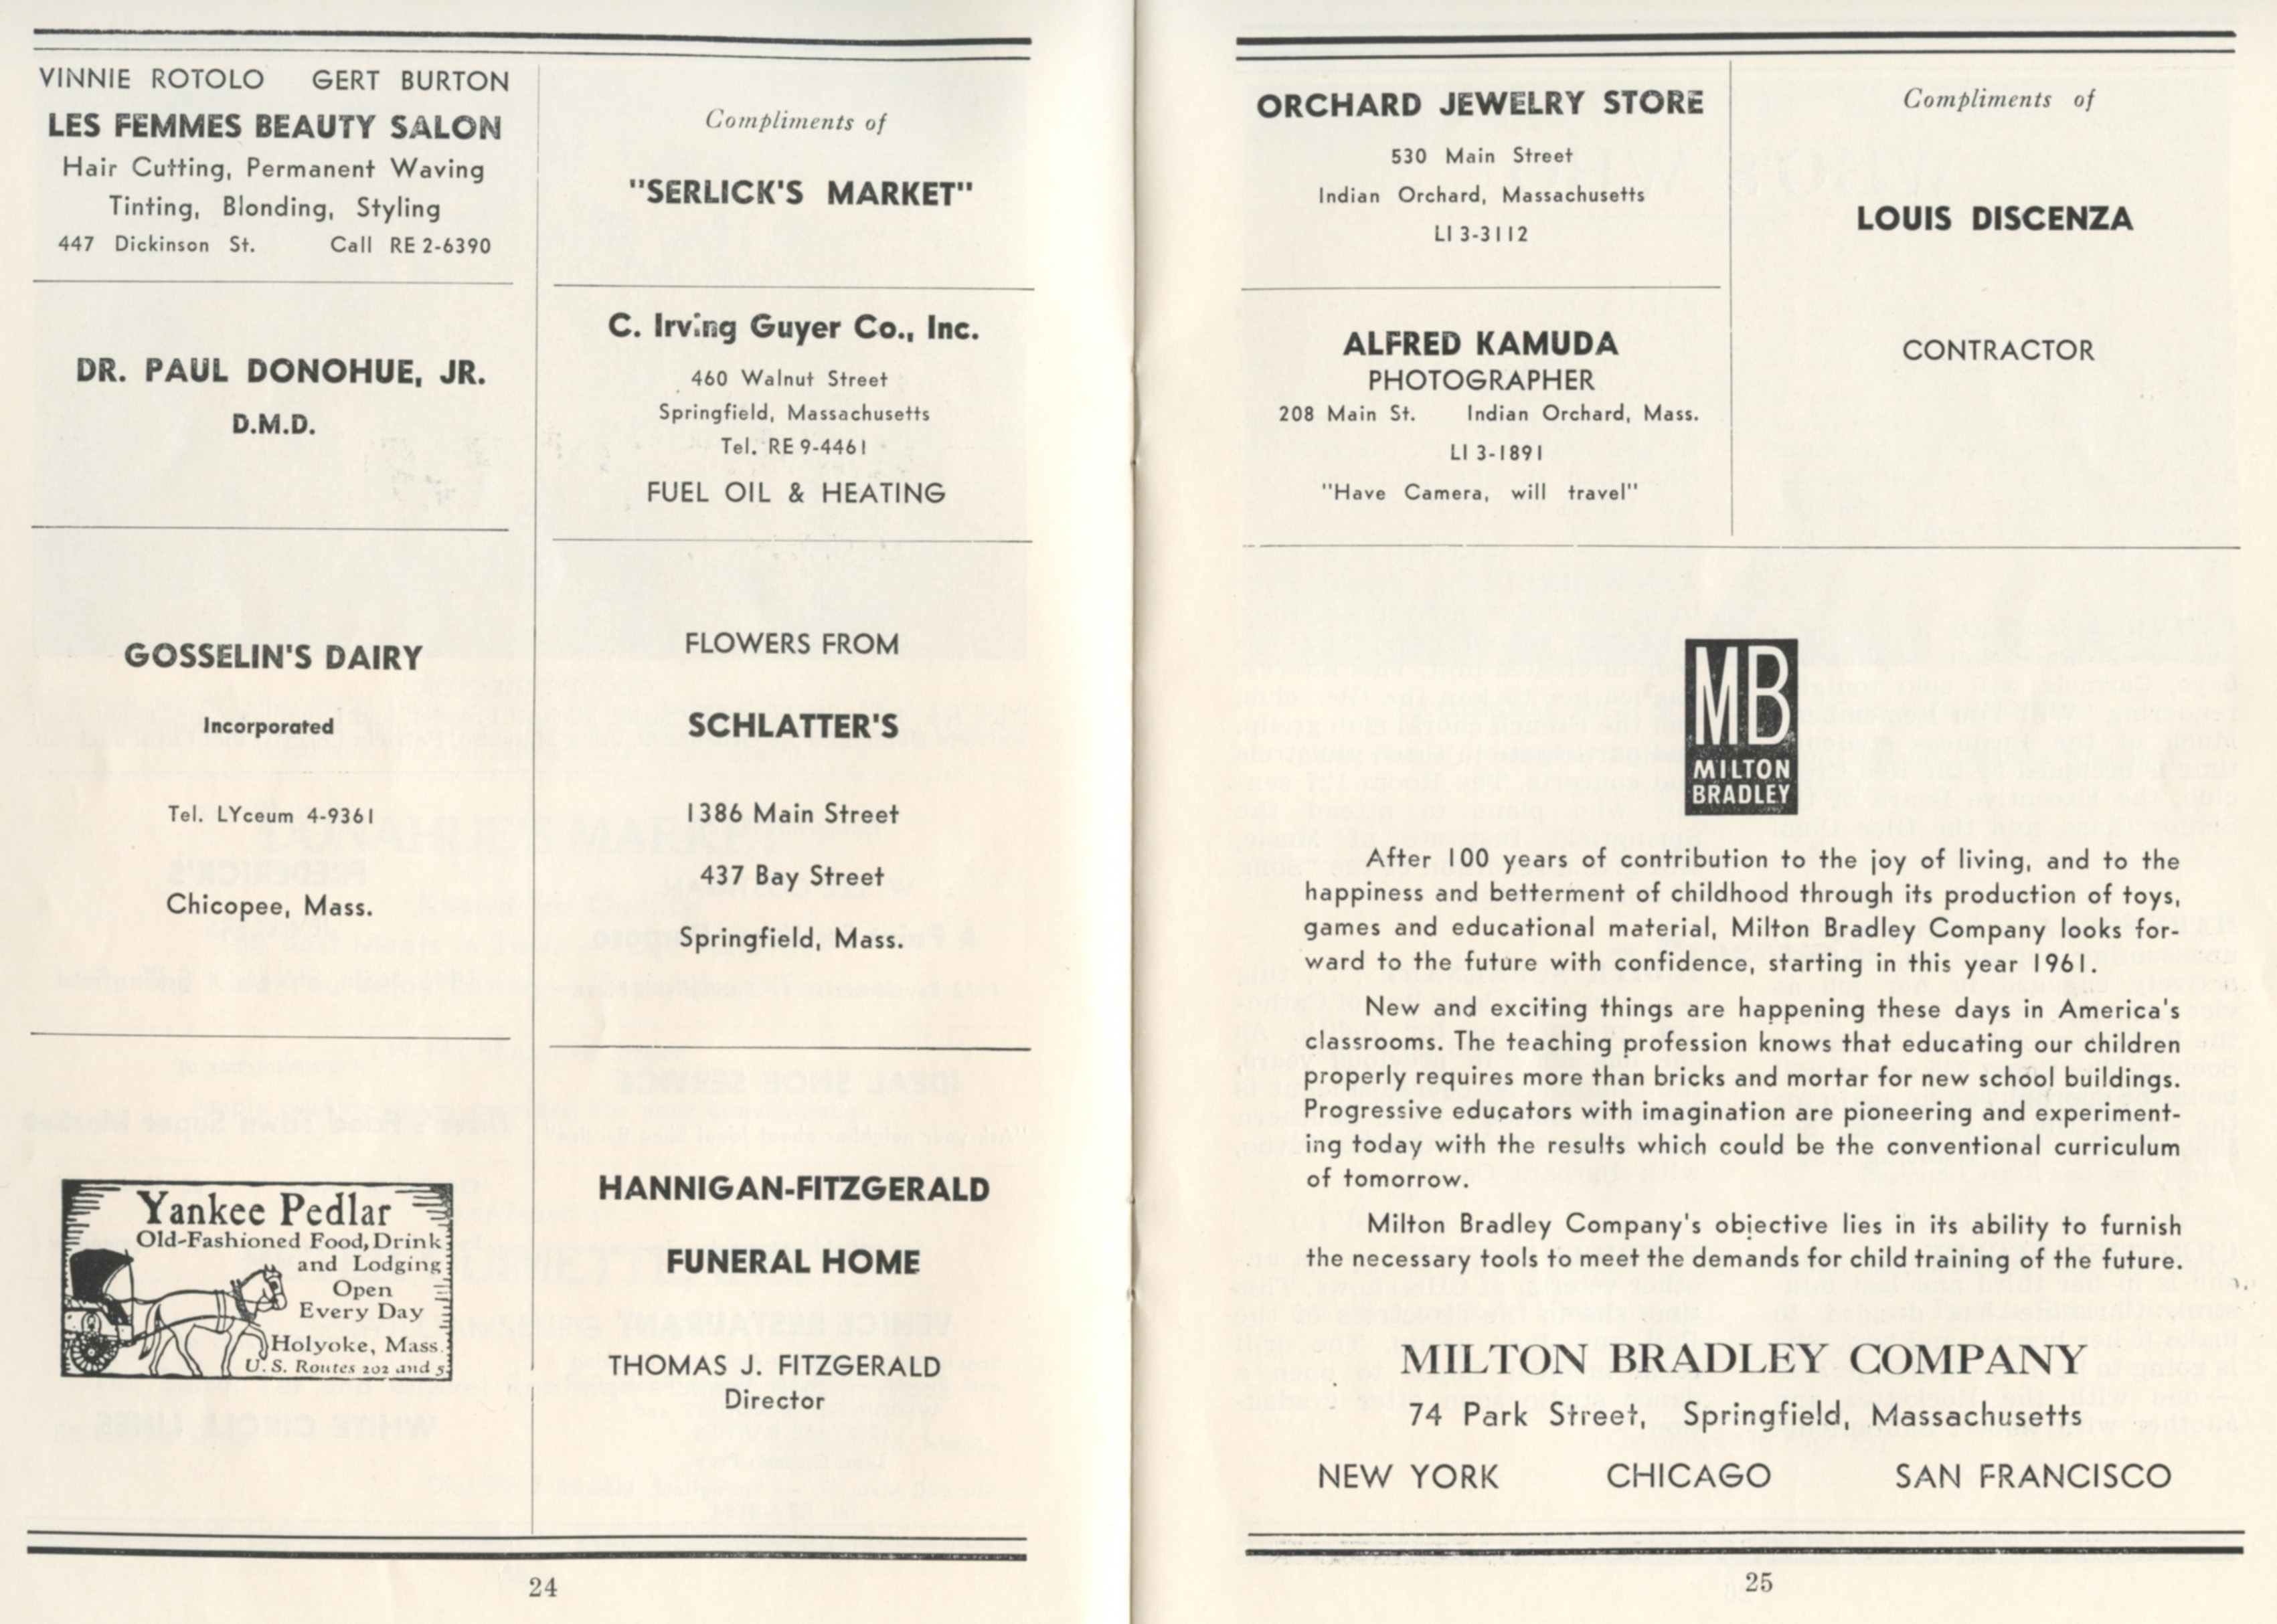 VINNIE ROTOLO GERT BURTON
LES FEMMES BEAUTY SALON
Hair Cutting, Permanent Waving
Tinting, Blonding, Styling
447 Dickinson St. Call RE 2-6390
DR. PAUL DONOHUE, JR.
D.M.D.
GOSSELIN'S DAIRY
Incorporated
Tel. LYceum 4-9361
Chicopee, Mass.
Yankee Pedlar
Old-Fashioned Food, Drink
and Lodging
Open
Every Day
Holyoke, Mass.
U.S. Routes 202 and 5
Compliments of
"SERLICK'S MARKET"
C. Irving Guyer Co., Inc.
460 Walnut Street
Springfield, Massachusetts
Tel. RE 9-4461
FUEL OIL & HEATING
FLOWERS FROM
SCHLATTER'S
1386 Main Street
437 Bay Street
Springfield, Mass.
HANNIGAN-FITZGERALD
FUNERAL HOME
THOMAS J. FITZGERALD
Director
24
ORCHARD JEWELRY STORE
530 Main Street
Indian Orchard, Massachusetts
LI 3-3112
ALFRED KAMUDA
PHOTOGRAPHER
208 Main St. Indian Orchard, Mass.
LI 3-1891
"Have Camera, will travel"
Compliments of
LOUIS DISCENZA
CONTRACTOR
MB
MILTON
BRADLEY
After 100 years of contribution to the joy of living, and to the
happiness and betterment of childhood through its production of toys,
games and educational material, Milton Bradley Company looks for-
ward to the future with confidence, starting in this year 1961.
New and exciting things are happening these days in America's
classrooms. The teaching profession knows that educating our children
properly requires more than bricks and mortar for new school buildings.
Progressive educators with imagination are pioneering and experiment-
ing today with the results which could be the conventional curriculum
of tomorrow.
Milton Bradley Company's objective lies in its ability to furnish
the necessary tools to meet the demands for child training of the future.
MILTON BRADLEY COMPANY
74 Park Street, Springfield, Massachusetts
NEW YORK CHICAGO SAN FRANCISCO
25